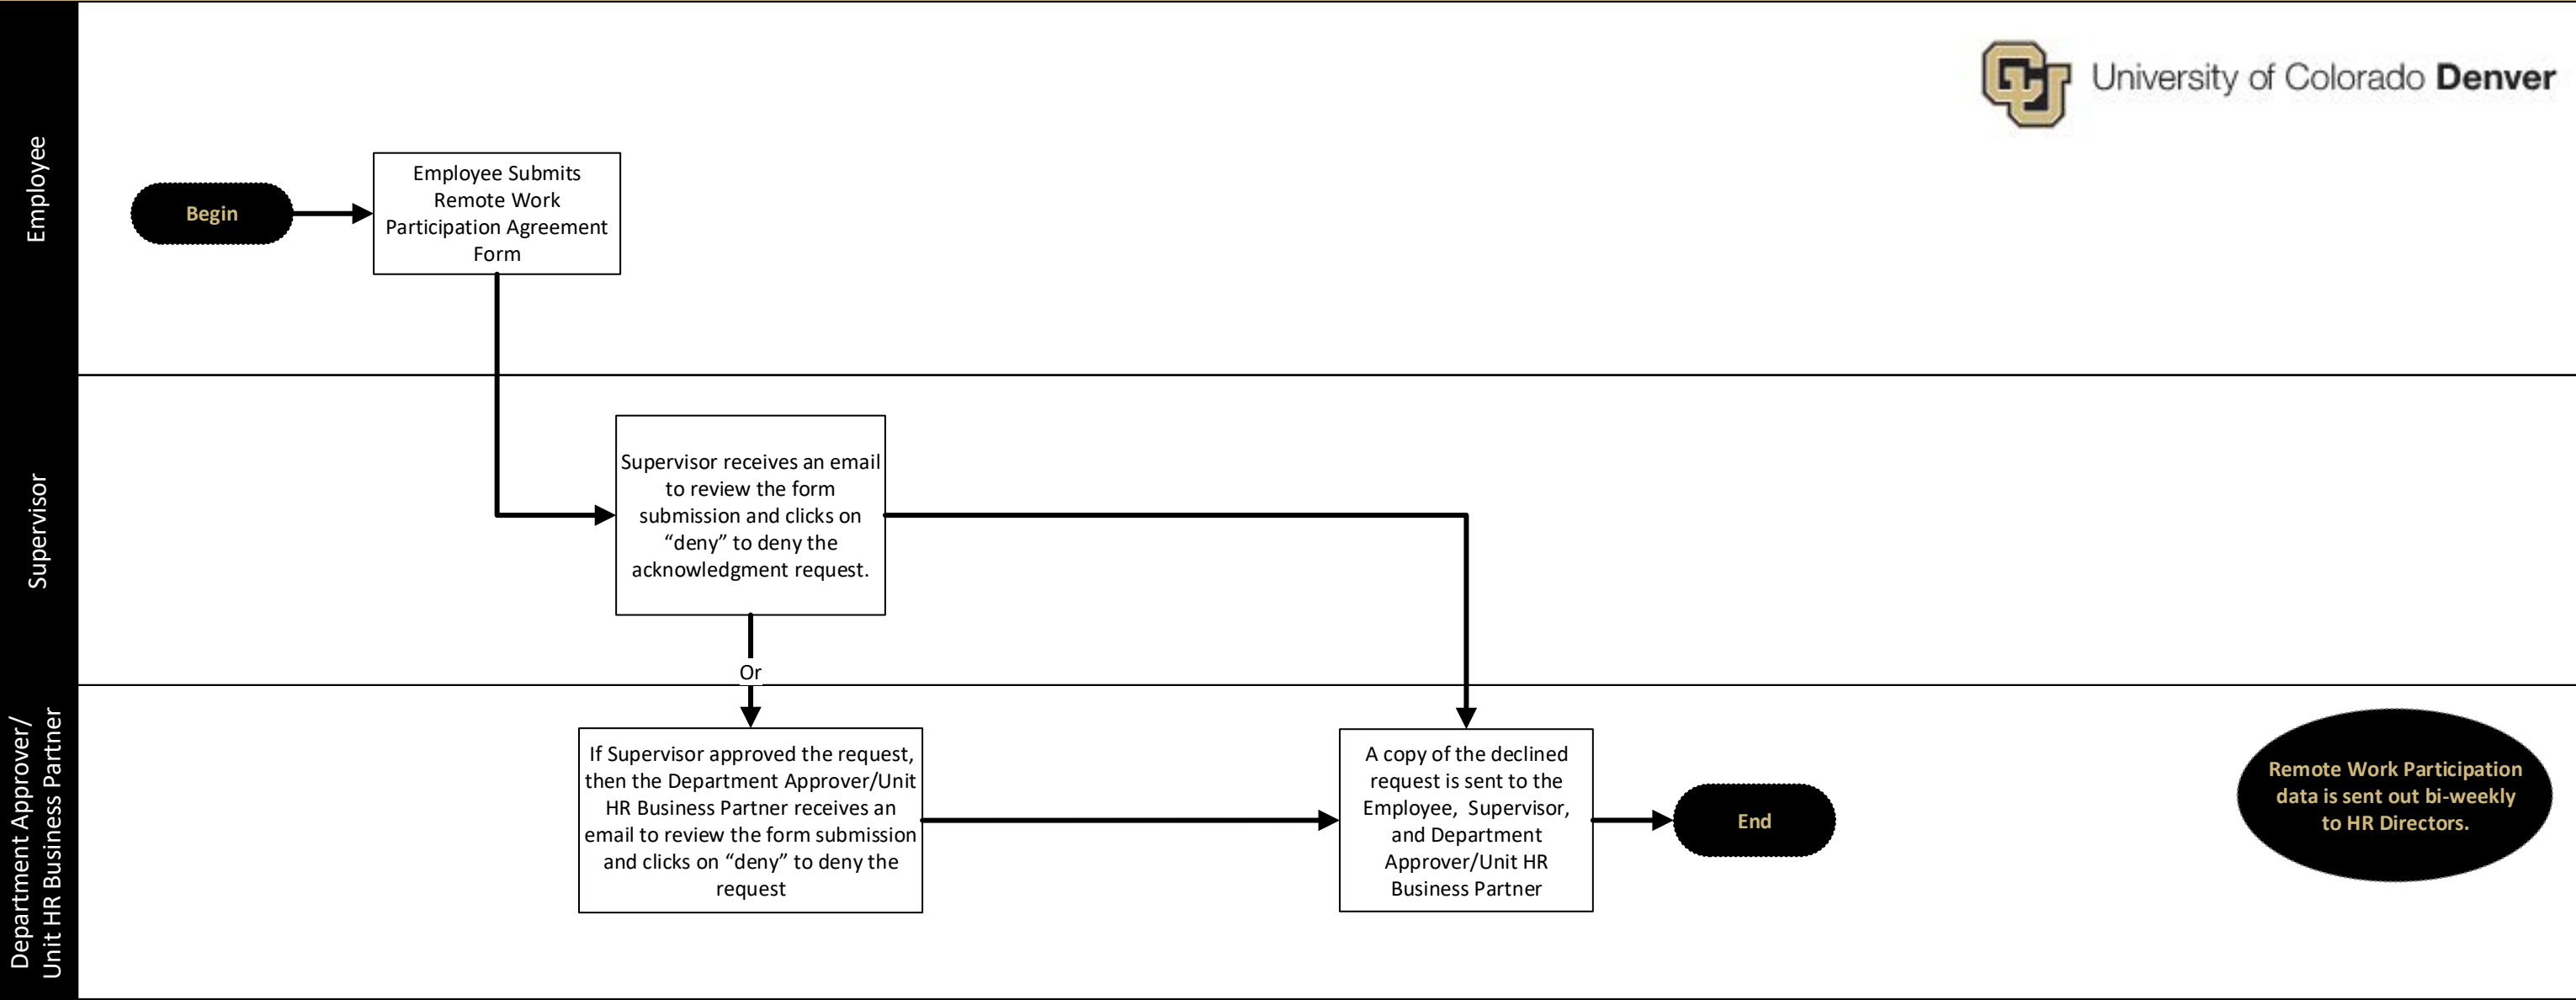 University of Colorado Denver
Employee
Begin
Employee Submits
Remote Work
Participation Agreement
Form
Supervisor
Supervisor receives an email
to review the form
submission and clicks on
“deny” to deny the
acknowledgment request.
Or
Department Approver/
Unit HR Business Partner
If Supervisor approved the request,
then the Department Approver/Unit
HR Business Partner receives an
email to review the form submission
and clicks on “deny” to deny the
request
A copy of the declined
request is sent to the
Employee,  Supervisor,
and Department
Approver/Unit HR
Business Partner
End
Remote Work Participation
data is sent out bi-weekly
to HR Directors.